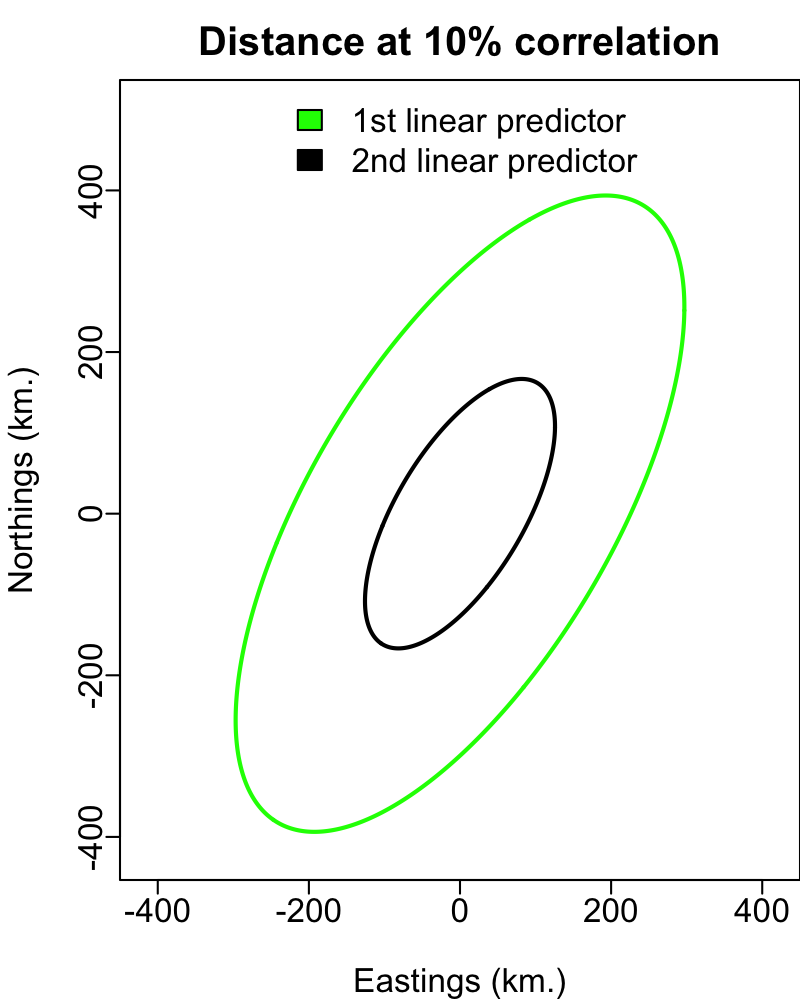 Distance at 10% correlation
1st linear predictor
2nd linear predictor
Northings (km.)
400
200
0
-200
-400
-400 -200 0 200 400
Eastings (km.)